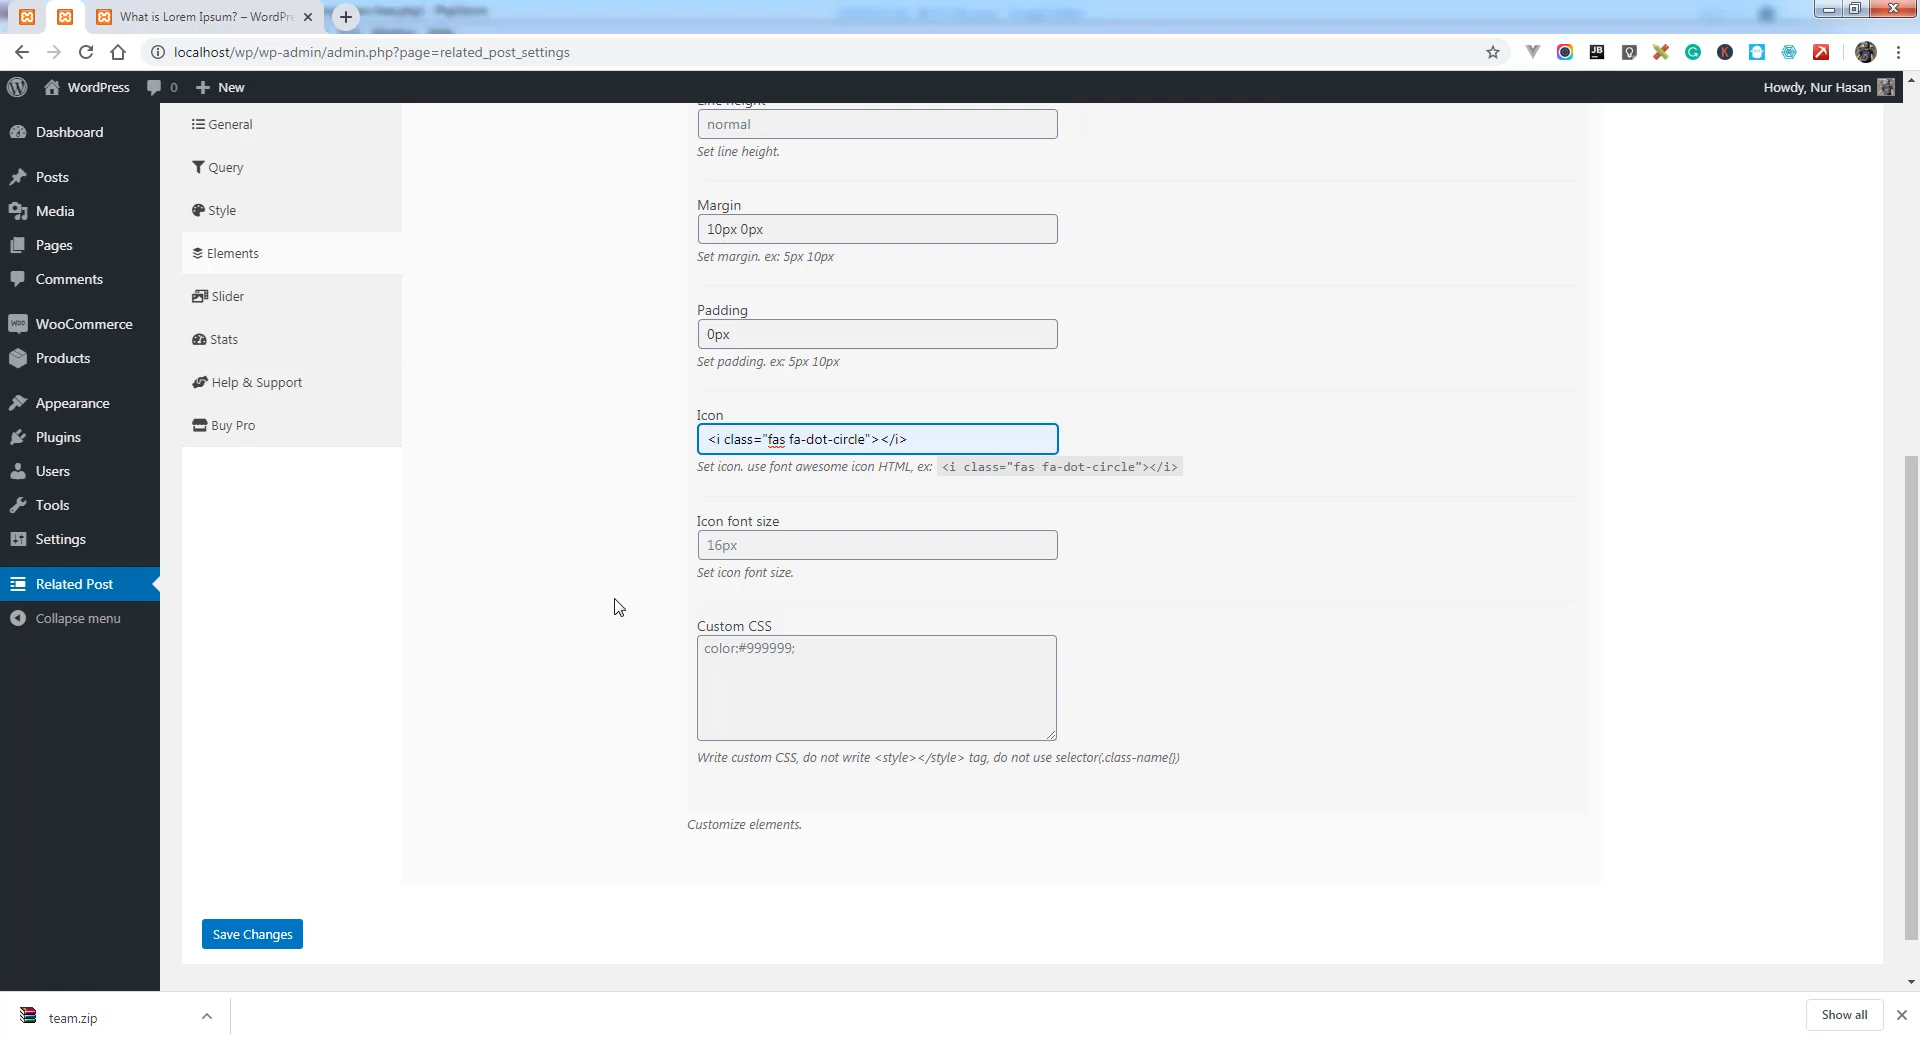 What is Lorem Ipsum? – WordPre
localhost/wp/wp-admin/admin.php?page=related_post_settings
WordPress
0
New
Howdy, Nur Hasan
Dashboard
Posts
Media
Pages
Comments
WooCommerce
Products
Appearance
Plugins
Users
Tools
Settings
Related Post
Collapse menu
General
Query
Style
Elements
Slider
Stats
Help & Support
Buy Pro
Line height
normal
Set line height.
Margin
10px 0px
Set margin. ex: 5px 10px
Padding
0px
Set padding. ex: 5px 10px
Icon
<i class="fas fa-dot-circle"></i>
Set icon. use font awesome icon HTML, ex: <i class="fas fa-dot-circle"></i>
Icon font size
16px
Set icon font size.
Custom CSS
color:#999999;
Write custom CSS, do not write <style></style> tag, do not use selector(.class-name{})
Customize elements.
Save Changes
team.zip
Show all